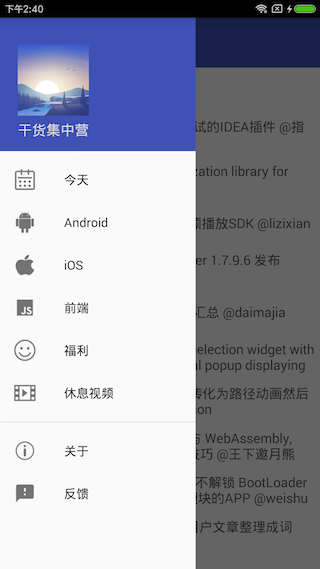 下午2:40
干货集中营
今天
Android
iOS
JS
前端
福利
休息视频
关于
反馈
试的IDEA插件 @指
zation library for
播放SDK @lizixian
er 1.7.9.6 发布
汇总 @daimajia
selection widget with
ul popup displaying
转化为路径动画然后
son
与 WebAssembly,
技巧 @王下邀月熊
不解锁 BootLoader
块的APP @weishu
用户文章整理成词